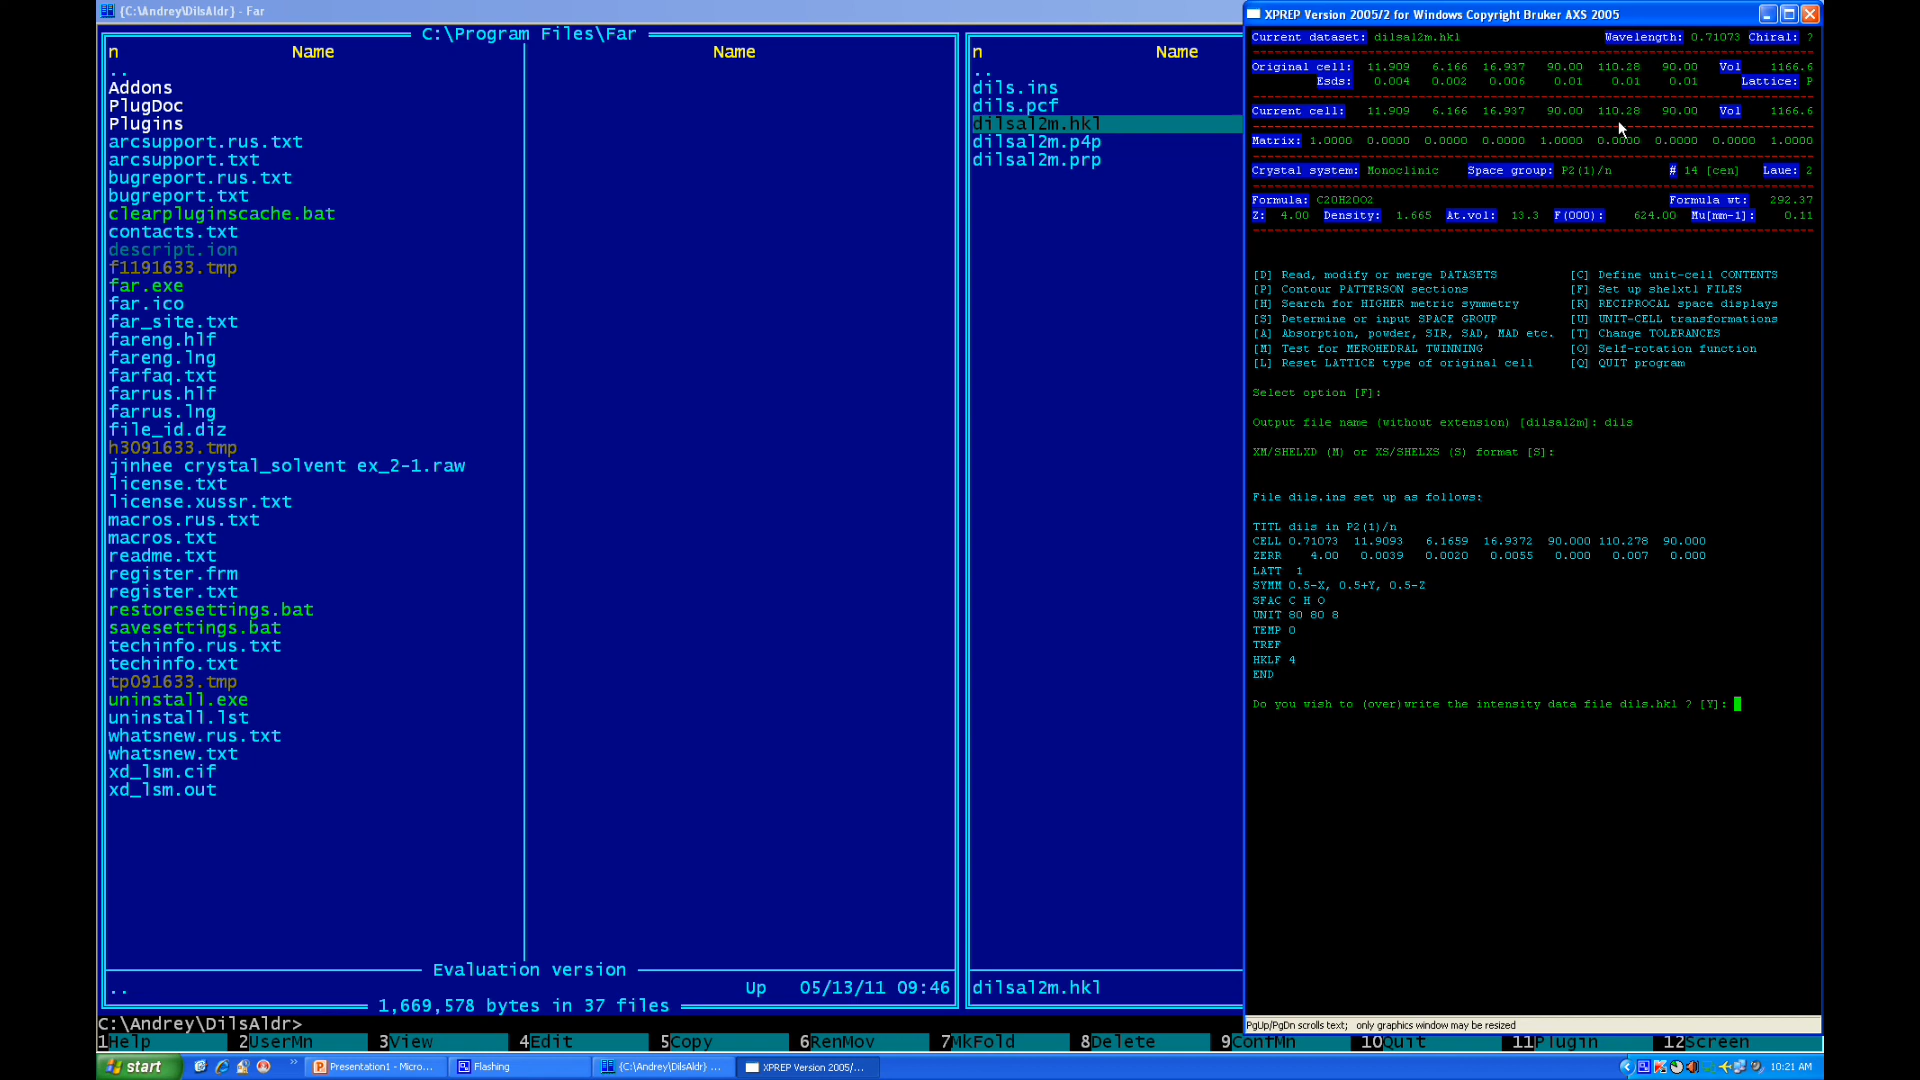 {C:\Andrey\DilsAldr} - Far
C:\Program Files\Far
n Name Name
..
Addons
PlugDoc
Plugins
arcsupport.rus.txt
arcsupport.txt
bugreport.rus.txt
bugreport.txt
clearpluginscache.bat
contacts.txt
descript.ion
f1191633.tmp
far.exe
far.ico
far_site.txt
fareng.hlf
fareng.lng
farfaq.txt
farrus.hlf
farrus.lng
file_id.diz
h3091633.tmp
jinhee crystal_solvent ex_2-1.raw
license.txt
license.xussr.txt
macros.rus.txt
macros.txt
readme.txt
register.frm
register.txt
restoresettings.bat
savesettings.bat
techinfo.rus.txt
techinfo.txt
tp091633.tmp
uninstall.exe
uninstall.lst
whatsnew.rus.txt
whatsnew.txt
xd_lsm.cif
xd_lsm.out
Evaluation version
.. Up 05/13/11 09:46
1,669,578 bytes in 37 files
n Name
..
dils.ins
dils.pcf
dilsal2m.hkl
dilsal2m.p4p
dilsal2m.prp
dilsal2m.hkl
XPREP Version 2005/2 for Windows Copyright Bruker AXS 2005
Current dataset: dilsal2m.hkl Wavelength: 0.71073 Chiral: ?
Original cell: 11.909 6.166 16.937 90.00 110.28 90.00 Vol 1166.6
Esds: 0.004 0.002 0.006 0.01 0.01 0.01 Lattice: P
Current cell: 11.909 6.166 16.937 90.00 110.28 90.00 Vol 1166.6
Matrix: 1.0000 0.0000 0.0000 0.0000 1.0000 0.0000 0.0000 0.0000 1.0000
Crystal system: Monoclinic Space group: P2(1)/n # 14 [cen] Laue: 2
Formula: C20H20O2 Formula wt: 292.37
Z: 4.00 Density: 1.665 At.vol: 13.3 F(000): 624.00 Mu[mm-1]: 0.11
[D] Read, modify or merge DATASETS [C] Define unit-cell CONTENTS
[P] Contour PATTERSON sections [F] Set up shelxtl FILES
[H] Search for HIGHER metric symmetry [R] RECIPROCAL space displays
[S] Determine or input SPACE GROUP [U] UNIT-CELL transformations
[A] Absorption, powder, SIR, SAD, MAD etc. [T] Change TOLERANCES
[M] Test for MEROHEDRAL TWINNING [O] Self-rotation function
[L] Reset LATTICE type of original cell [Q] QUIT program
Select option [F]:
Output file name (without extension) [dilsal2m]: dils
XM/SHELXD (M) or XS/SHELXS (S) format [S]:
File dils.ins set up as follows:
TITL dils in P2(1)/n
CELL 0.71073 11.9093 6.1659 16.9372 90.000 110.278 90.000
ZERR 4.00 0.0039 0.0020 0.0055 0.000 0.007 0.000
LATT 1
SYMM 0.5-X, 0.5+Y, 0.5-Z
SFAC C H O
UNIT 80 80 8
TEMP 0
TREF
HKLF 4
END
Do you wish to (over)write the intensity data file dils.hkl ? [Y]:
PgUp/PgDn scrolls text; only graphics window may be resized
C:\Andrey\DilsAldr>
1Help 2UserMn 3View 4Edit 5Copy 6RenMov 7MkFold 8Delete 9ConfMn 10Quit 11Plugin 12Screen
start Presentation1 - Micro... Flashing {C:\Andrey\DilsAldr} ... XPREP Version 2005/... 10:21 AM